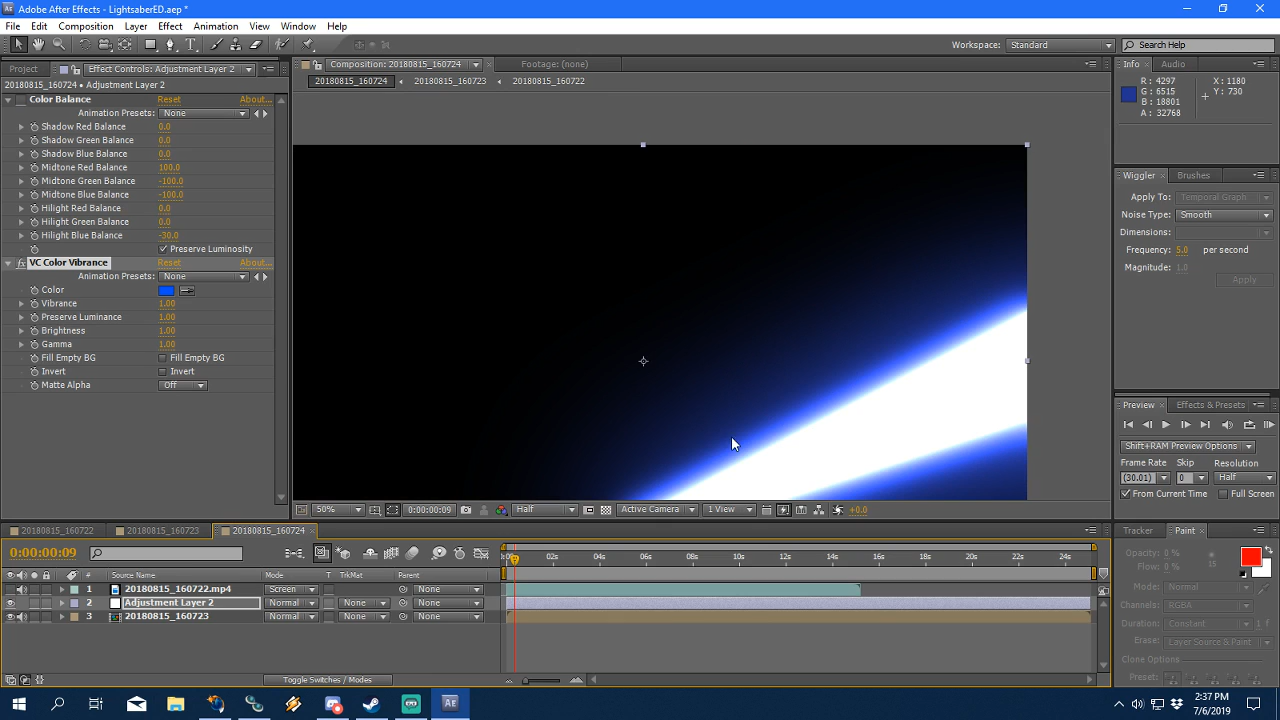 Adobe After Effects - LightsaberED.aep *
File Edit Composition Layer Effect Animation View Window Help
Workspace: Standard Search Help
Project Effect Controls: Adjustment Layer 2
20180815_160724 • Adjustment Layer 2
Color Balance Reset About...
Animation Presets: None
Shadow Red Balance 0.0
Shadow Green Balance 0.0
Shadow Blue Balance 0.0
Midtone Red Balance 100.0
Midtone Green Balance -100.0
Midtone Blue Balance -100.0
Hilight Red Balance 0.0
Hilight Green Balance 0.0
Hilight Blue Balance -30.0
Preserve Luminosity
VC Color Vibrance Reset About...
Animation Presets: None
Color
Vibrance 1.00
Preserve Luminance 1.00
Brightness 1.00
Gamma 1.00
Fill Empty BG Fill Empty BG
Invert Invert
Matte Alpha Off
Composition: 20180815_160724 Footage: (none)
20180815_160724 20180815_160723 20180815_160722
50% 0:00:00:09 Half Active Camera 1 View +0.0
Info Audio
R: 4297 X: 1180
G: 6515 Y: 730
B: 18801
A: 32768
Wiggler Brushes
Apply To: Temporal Graph
Noise Type: Smooth
Dimensions:
Frequency: 5.0 per second
Magnitude: 1.0
Apply
Preview Effects & Presets
Shift+RAM Preview Options
Frame Rate Skip Resolution
(30.01) 0 Half
From Current Time Full Screen
20180815_160722 20180815_160723 20180815_160724
0:00:00:09
02s 04s 06s 08s 10s 12s 14s 16s 18s 20s 22s 24s
# Source Name Mode T TrkMat Parent
1 20180815_160722.mp4 Screen None
2 Adjustment Layer 2 Normal None None
3 20180815_160723 Normal None None
Toggle Switches / Modes
Tracker Paint
Opacity: 0 %
Flow: 0 %
15
Mode: Normal
Channels: RGBA
Duration: Constant 1 f
Erase: Layer Source & Paint
Clone Options
Preset:
2:37 PM
7/6/2019